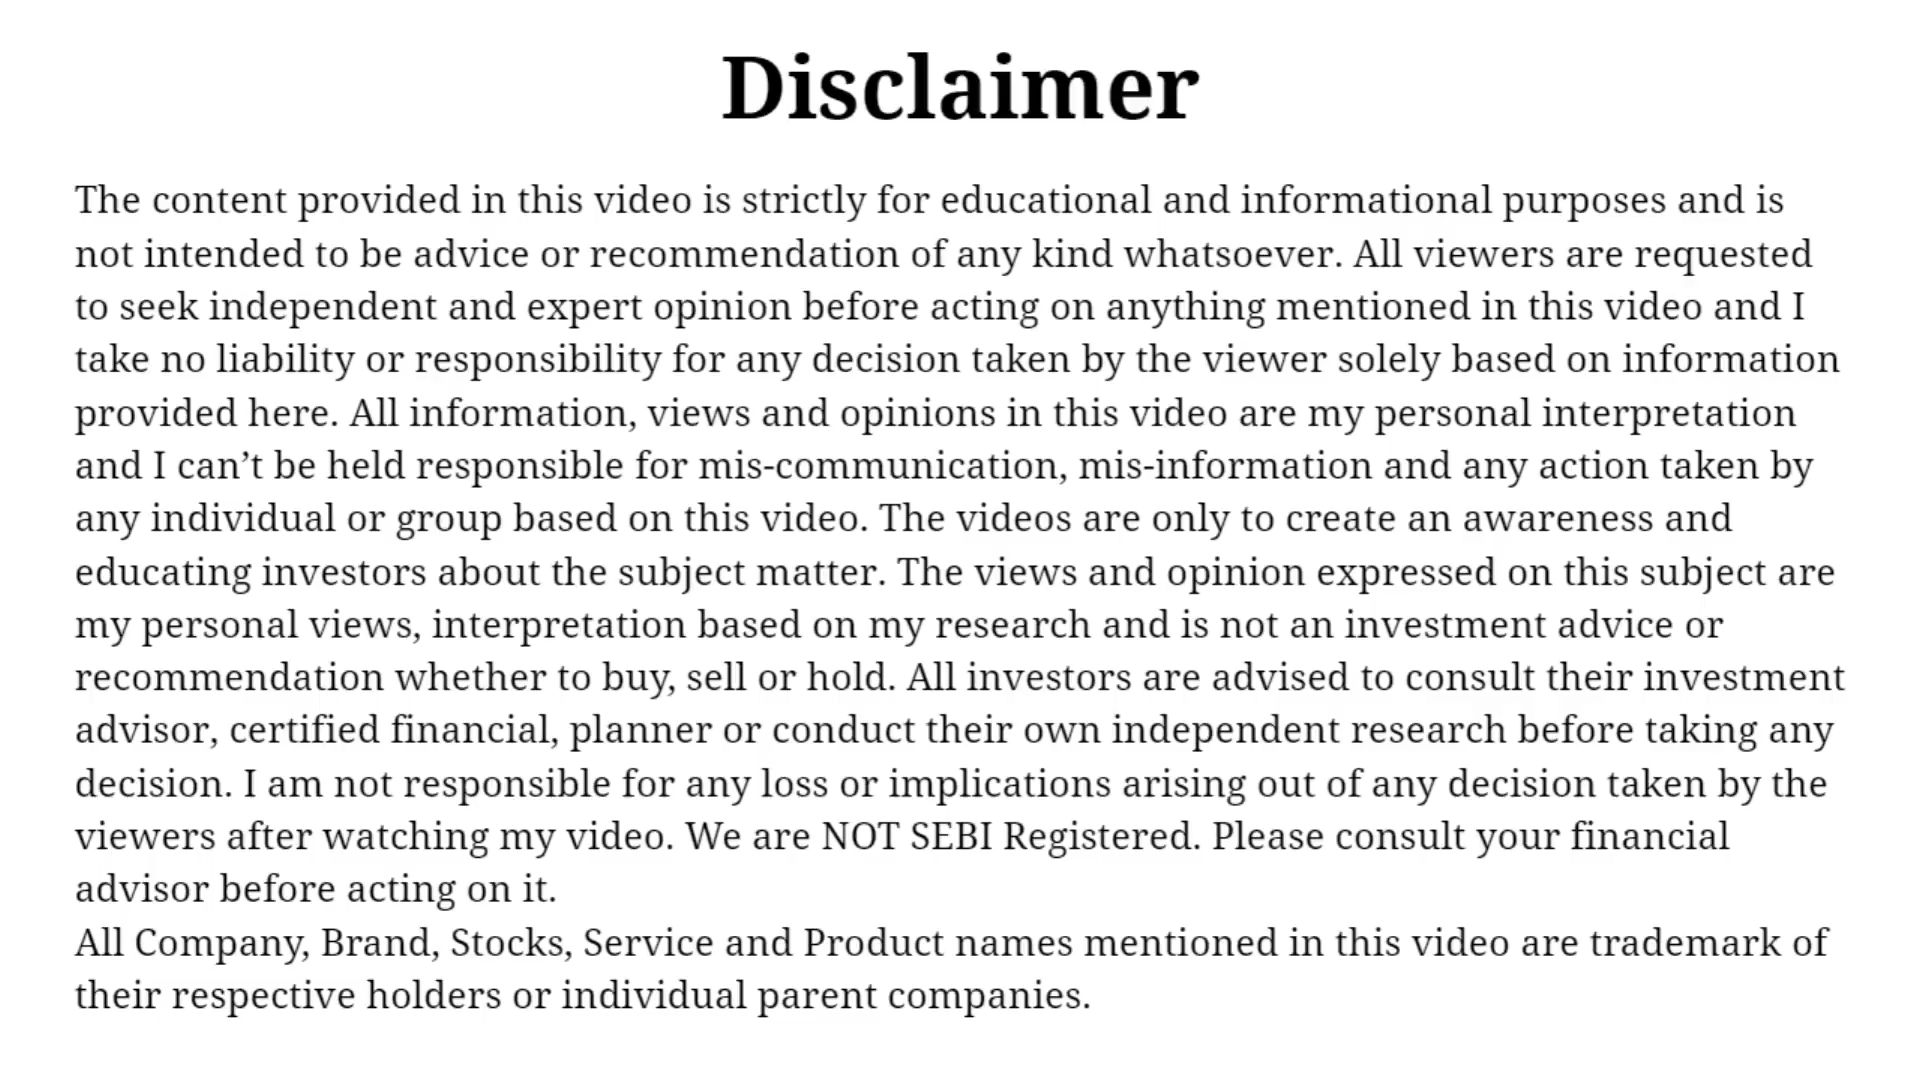 Disclaimer
The content provided in this video is strictly for educational and informational purposes and is
not intended to be advice or recommendation of any kind whatsoever. All viewers are requested
to seek independent and expert opinion before acting on anything mentioned in this video and I
take no liability or responsibility for any decision taken by the viewer solely based on information
provided here. All information, views and opinions in this video are my personal interpretation
and I can’t be held responsible for mis-communication, mis-information and any action taken by
any individual or group based on this video. The videos are only to create an awareness and
educating investors about the subject matter. The views and opinion expressed on this subject are
my personal views, interpretation based on my research and is not an investment advice or
recommendation whether to buy, sell or hold. All investors are advised to consult their investment
advisor, certified financial, planner or conduct their own independent research before taking any
decision. I am not responsible for any loss or implications arising out of any decision taken by the
viewers after watching my video. We are NOT SEBI Registered. Please consult your financial
advisor before acting on it.
All Company, Brand, Stocks, Service and Product names mentioned in this video are trademark of
their respective holders or individual parent companies.